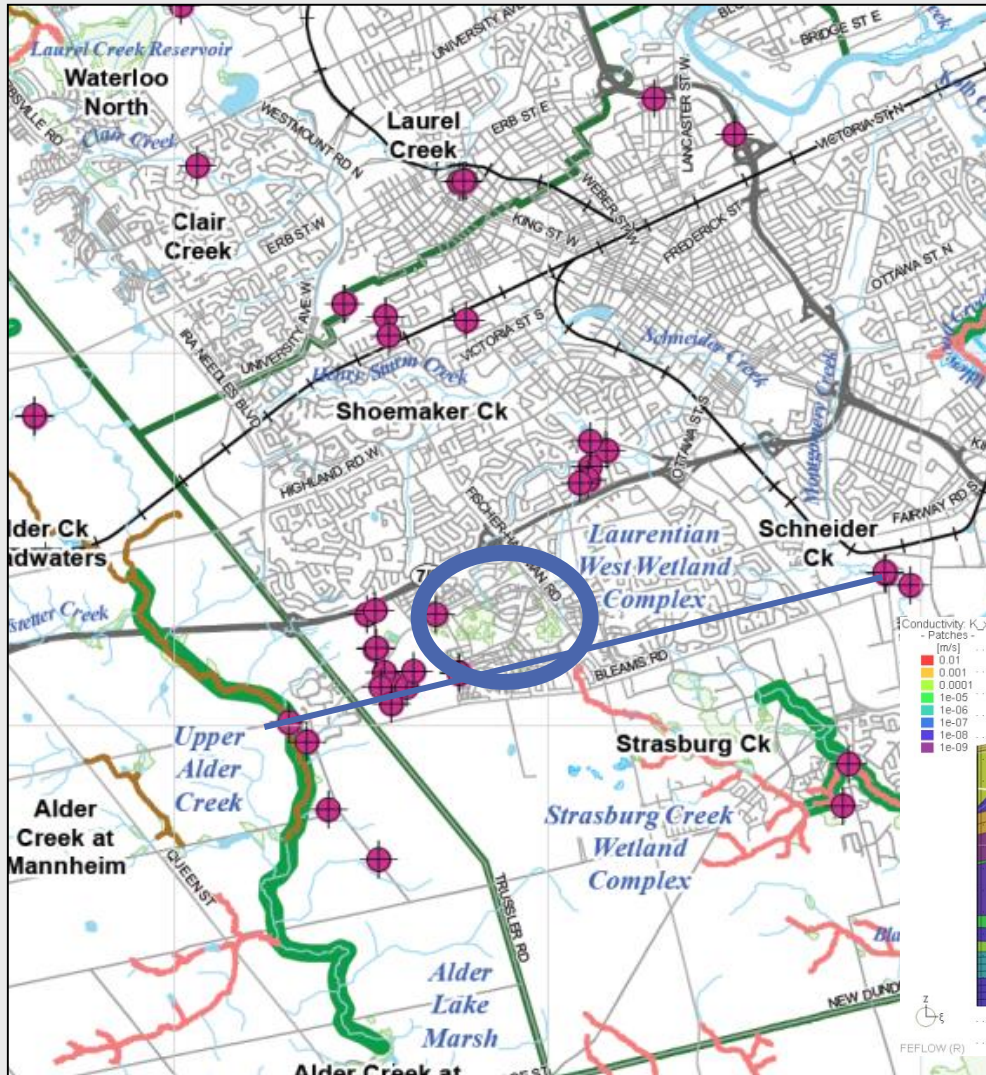 Laurel Creek Reservoir
Waterloo
North
Clair Creek
Clair
Creek
ERB ST W
WESTMOUNT RD N
UNIVERSITY AVE
Laurel
Creek
ERB ST E
KING ST W
WEBER ST W
LANCASTER ST W
BRIDGE ST E
VICTORIA ST N
FREDERICK ST
OTTAWA ST N
IRA NEEDLES BLVD
UNIVERSITY AVE W
VICTORIA ST S
Henry Sturm Creek
Schneider Creek
Montgomery Creek
Shoemaker Ck
HIGHLAND RD W
OTTAWA ST S
FAIRWAY RD S
lder Ck
adwaters
stetter Creek
7
Laurentian
West Wetland
Complex
Schneider
Ck
BLEAMS RD
Upper
Alder
Creek
Strasburg Ck
Alder
Creek at
Mannheim
Strasburg Creek
Wetland
Complex
QUEEN ST
TRUSSLER RD
Alder
Lake
Marsh
Bla
NEW DUND
Alder Creek at
Conductivity: K_
- Patches -
[m/s]
0.01
0.001
0.0001
1e-05
1e-06
1e-07
1e-08
1e-09
z
ξ
FEFLOW (R)